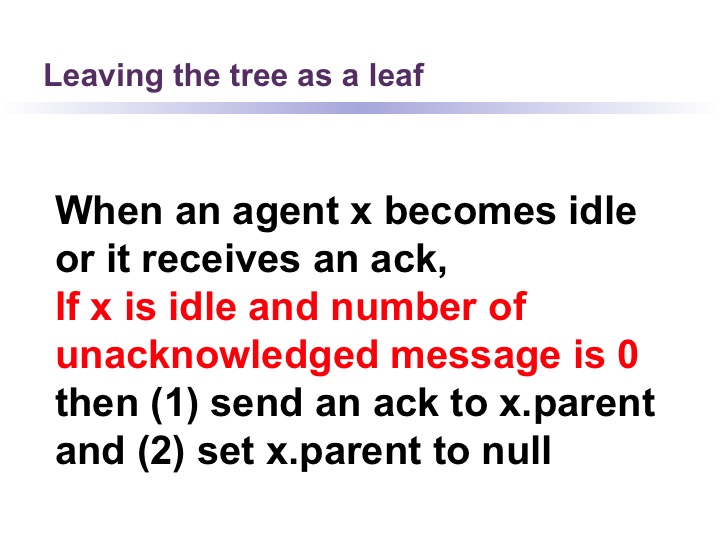 Leaving the tree as a leaf
When an agent x becomes idle
or it receives an ack,
If x is idle and number of
unacknowledged message is 0
then (1) send an ack to x.parent
and (2) set x.parent to null